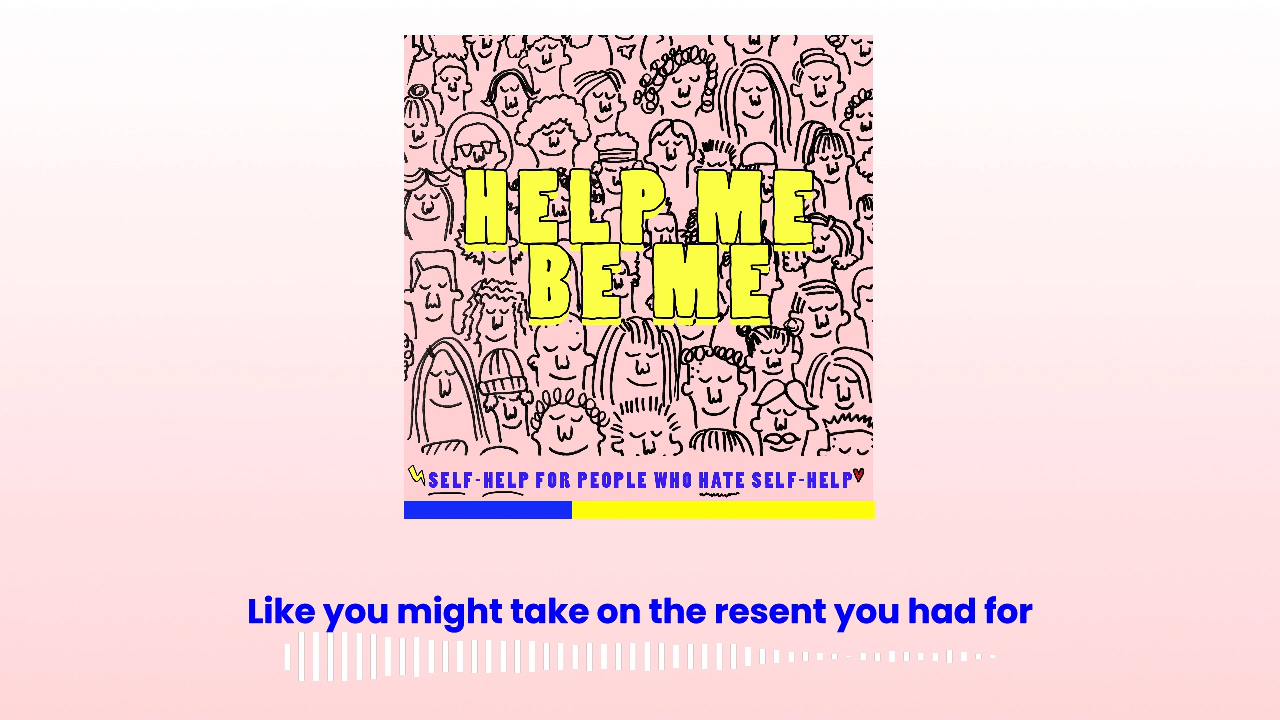 HELP ME
BE ME
SELF-HELP FOR PEOPLE WHO HATE SELF-HELP
Like you might take on the resent you had for